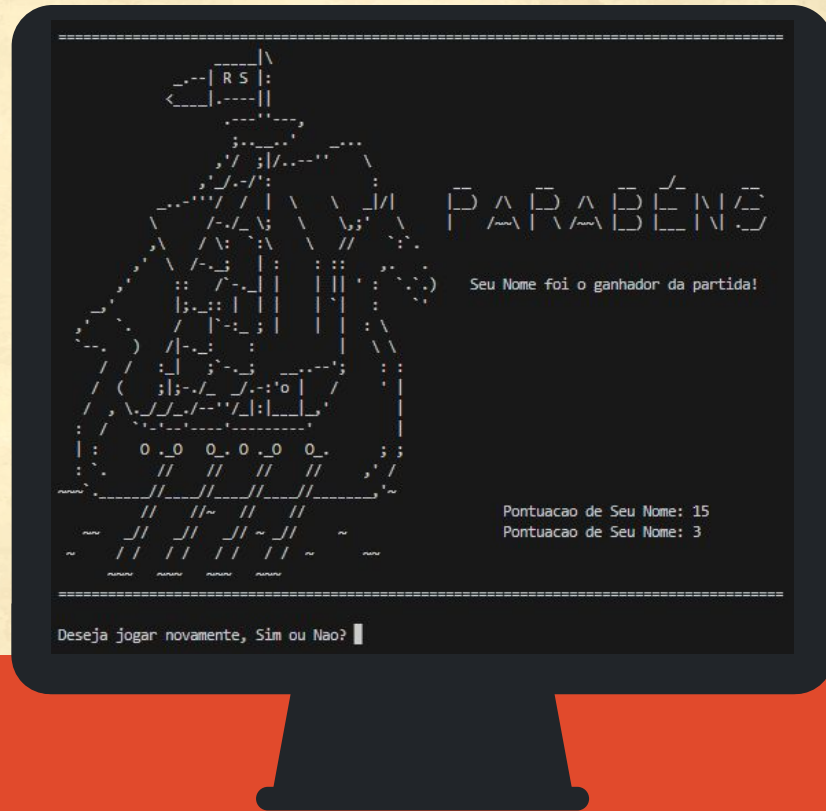 R S
PARABÉNS
Seu Nome foi o ganhador da partida!
Pontuacao de Seu Nome: 15
Pontuacao de Seu Nome: 3
Deseja jogar novamente, Sim ou Nao?